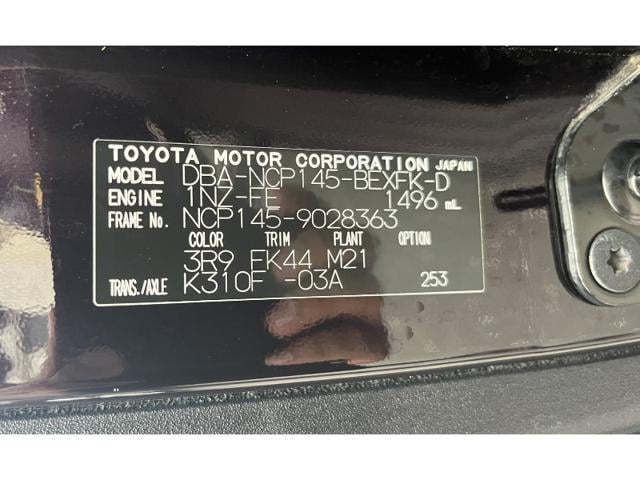 TOYOTA MOTOR CORPORATION JAPAN
MODEL DBA-NCP145-BEXFK-D
ENGINE 1NZ-FE 1496 mL
FRAME No. NCP145-9028363
COLOR TRIM PLANT OPTION
3R9 FK44 M21
TRANS./AXLE K310F -03A 253